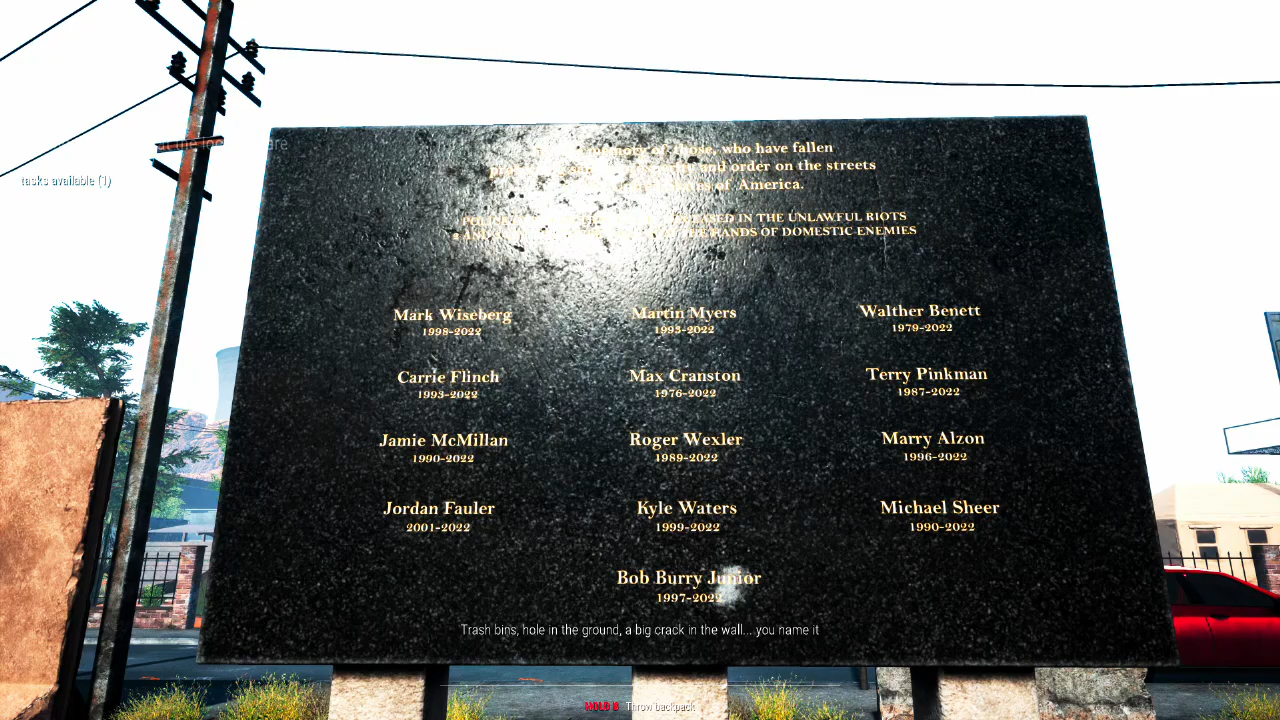 memory of those, who have fallen
and order on the streets
of America.
IN THE UNLAWFUL RIOTS
THE HANDS OF DOMESTIC ENEMIES
tasks available (1)
Mark Wiseberg
1998-2022
Martin Myers
1993-2022
Walther Benett
1979-2022
Carrie Flinch
1993-2022
Max Cranston
1976-2022
Terry Pinkman
1987-2022
Jamie McMillan
1990-2022
Roger Wexler
1989-2022
Marry Alzon
1996-2022
Jordan Fauler
2001-2022
Kyle Waters
1999-2022
Michael Sheer
1990-2022
Bob Burry Junior
1997-2022
Trash bins, hole in the ground, a big crack in the wall....you name it
Throw backpack